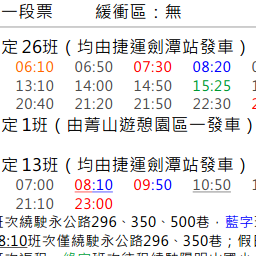 一段票 緩衝區：無
定 26班（均由捷運劍潭站發車）
06:10 06:50 07:30 08:20
13:10 14:00 14:50 15:25
20:40 21:20 21:50 22:30
定 1班（由菁山遊憩園區一發車）
定 13班（均由捷運劍潭站發車）
07:00 08:10 09:50 10:50
21:10 23:00
班次繞駛永公路296、350、500巷，藍字
8:10班次僅繞駛永公路296、350巷；假